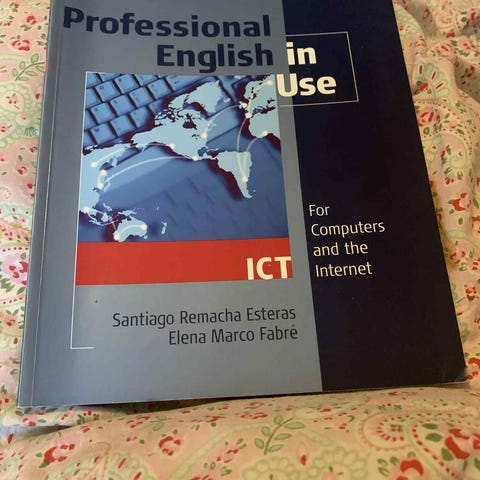 Professional
English in
Use
ICT
For
Computers
and the
Internet
Santiago Remacha Esteras
Elena Marco Fabré